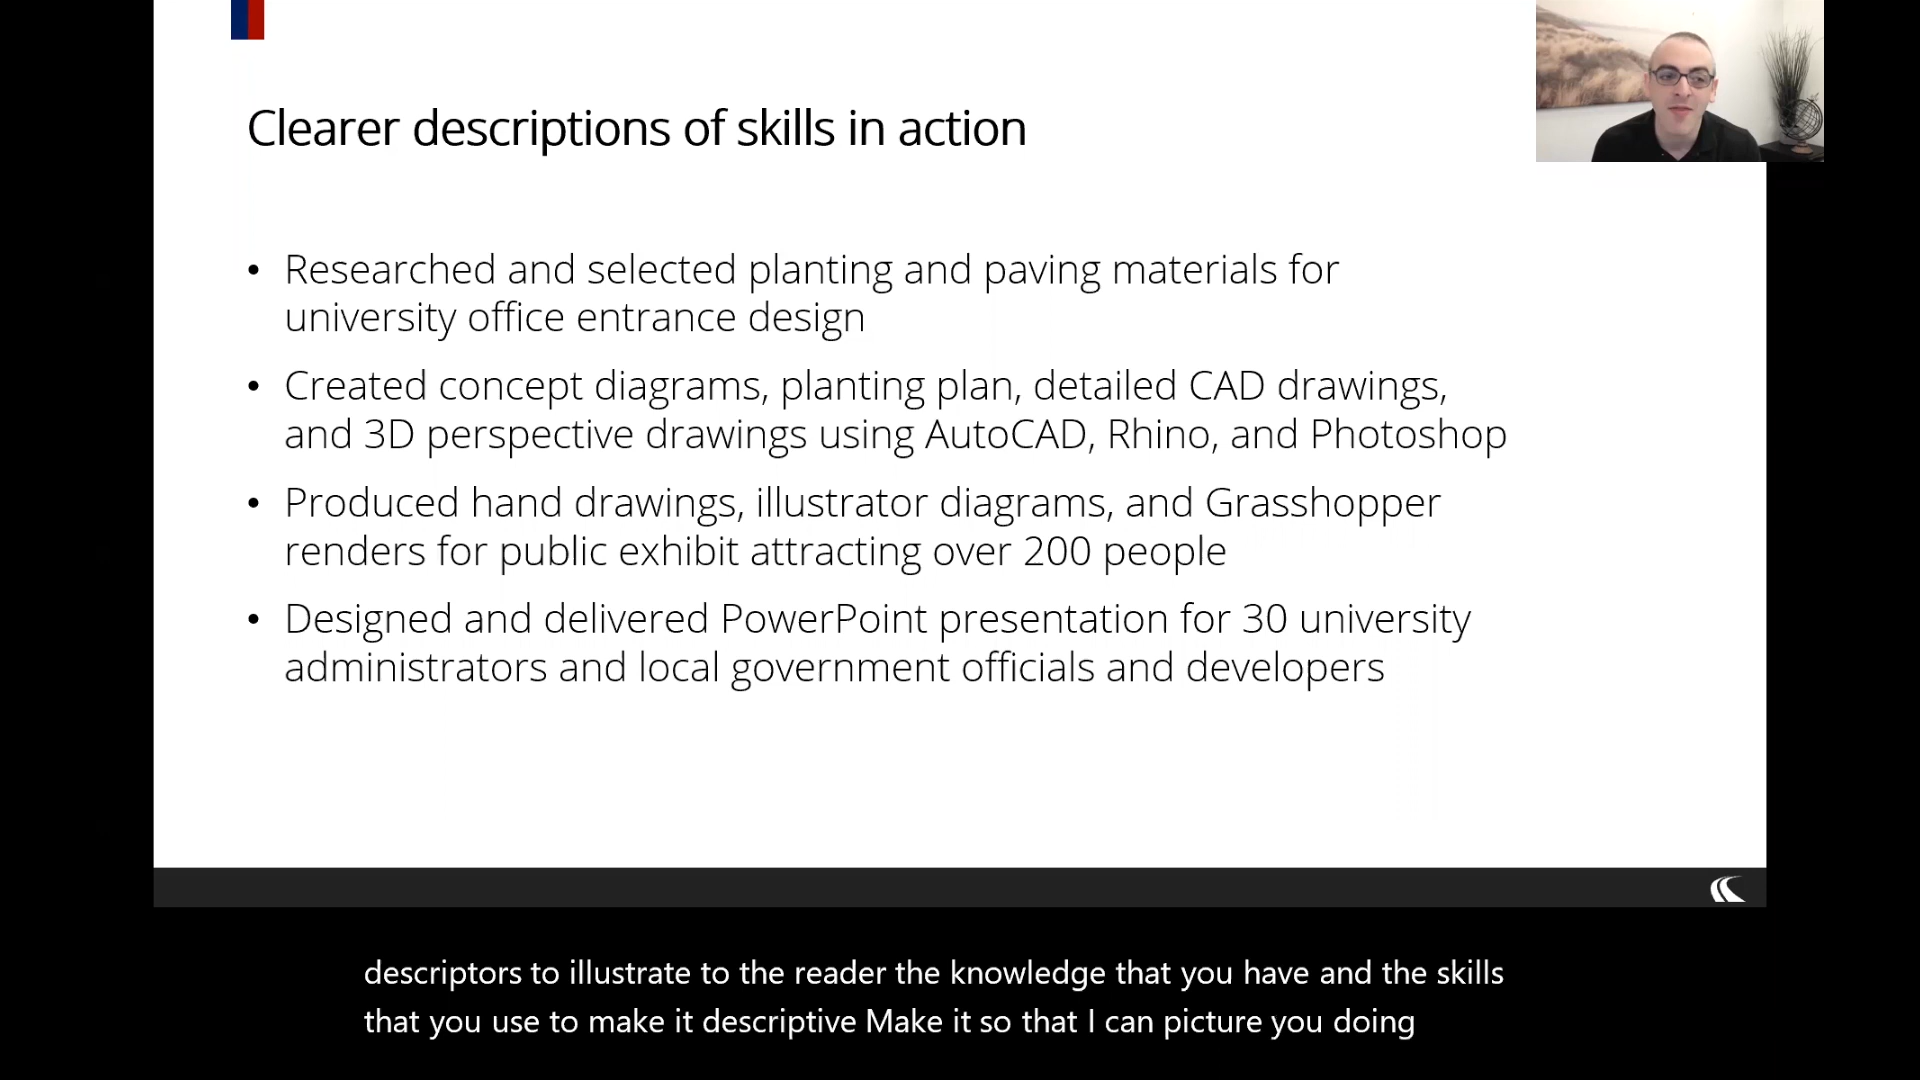 Clearer descriptions of skills in action
• Researched and selected planting and paving materials for
university office entrance design
• Created concept diagrams, planting plan, detailed CAD drawings,
and 3D perspective drawings using AutoCAD, Rhino, and Photoshop
• Produced hand drawings, illustrator diagrams, and Grasshopper
renders for public exhibit attracting over 200 people
• Designed and delivered PowerPoint presentation for 30 university
administrators and local government officials and developers
descriptors to illustrate to the reader the knowledge that you have and the skills
that you use to make it descriptive Make it so that I can picture you doing